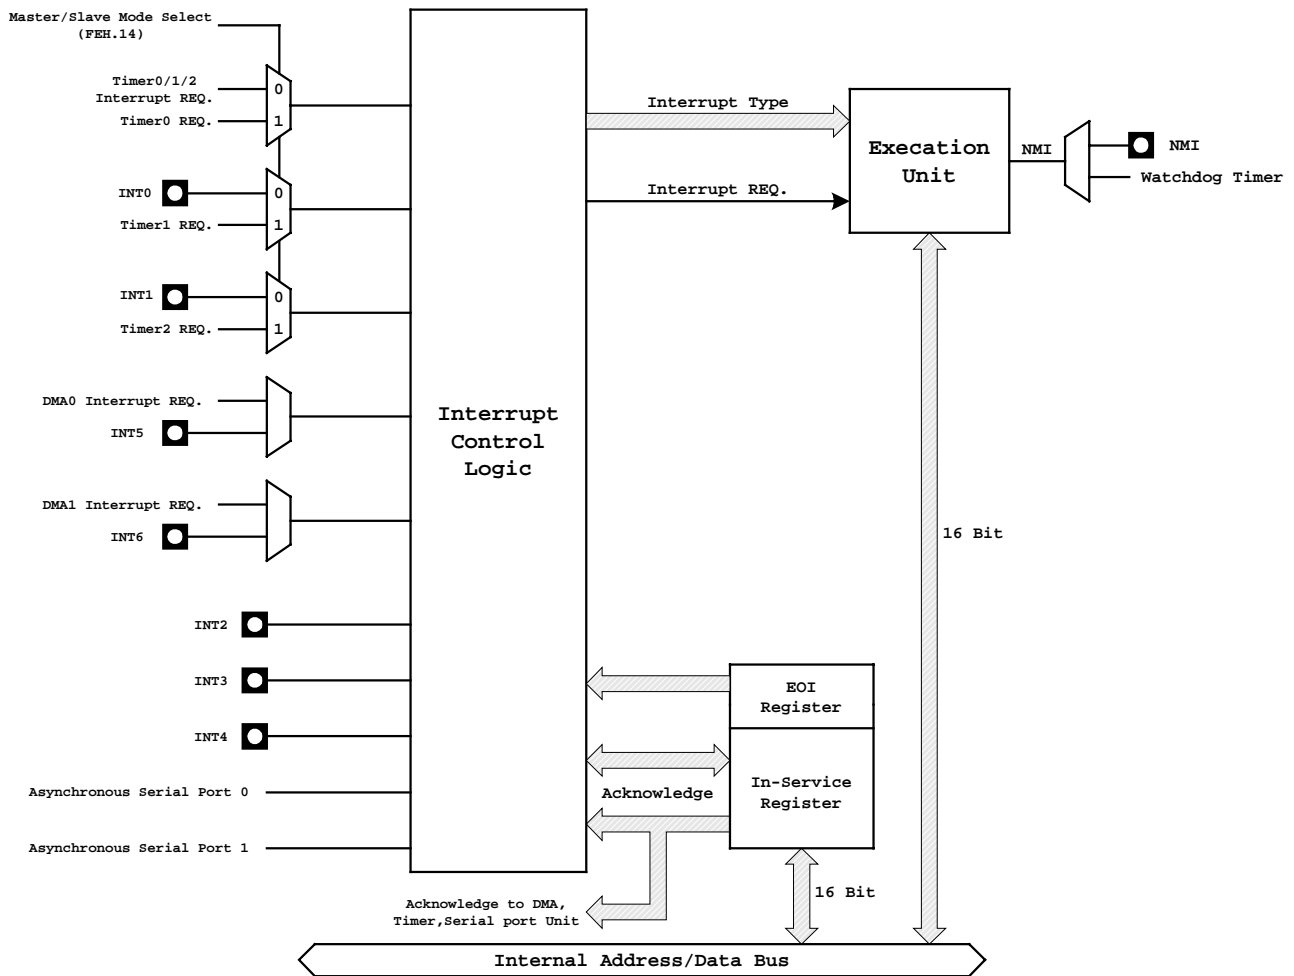 Master/Slave Mode Select
(FEH.14)
Timer0/1/2
Interrupt REQ.
0
Timer0 REQ.
1
INT0
0
Timer1 REQ.
1
INT1
0
Timer2 REQ.
1
DMA0 Interrupt REQ.
INT5
DMA1 Interrupt REQ.
INT6
INT2
INT3
INT4
Asynchronous Serial Port 0
Asynchronous Serial Port 1
Interrupt
Control
Logic
Interrupt Type
Interrupt REQ.
Execation
Unit
NMI
NMI
Watchdog Timer
16 Bit
EOI
Register
In-Service
Register
Acknowledge
16 Bit
Acknowledge to DMA,
Timer,Serial port Unit
Internal Address/Data Bus